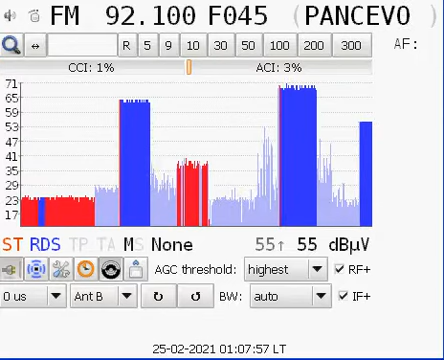 FM 92.100 F045 (PANCEVO )
R 5 9 10 30 50 100 200 300 AF:
CCI: 1% ACI: 3%
71
65
59
53
47
41
35
29
23
17
ST RDS TP TA MS None 55↑ 55 dBµV
AGC threshold: highest RF+
0 us Ant B BW: auto IF+
25-02-2021 01:07:57 LT